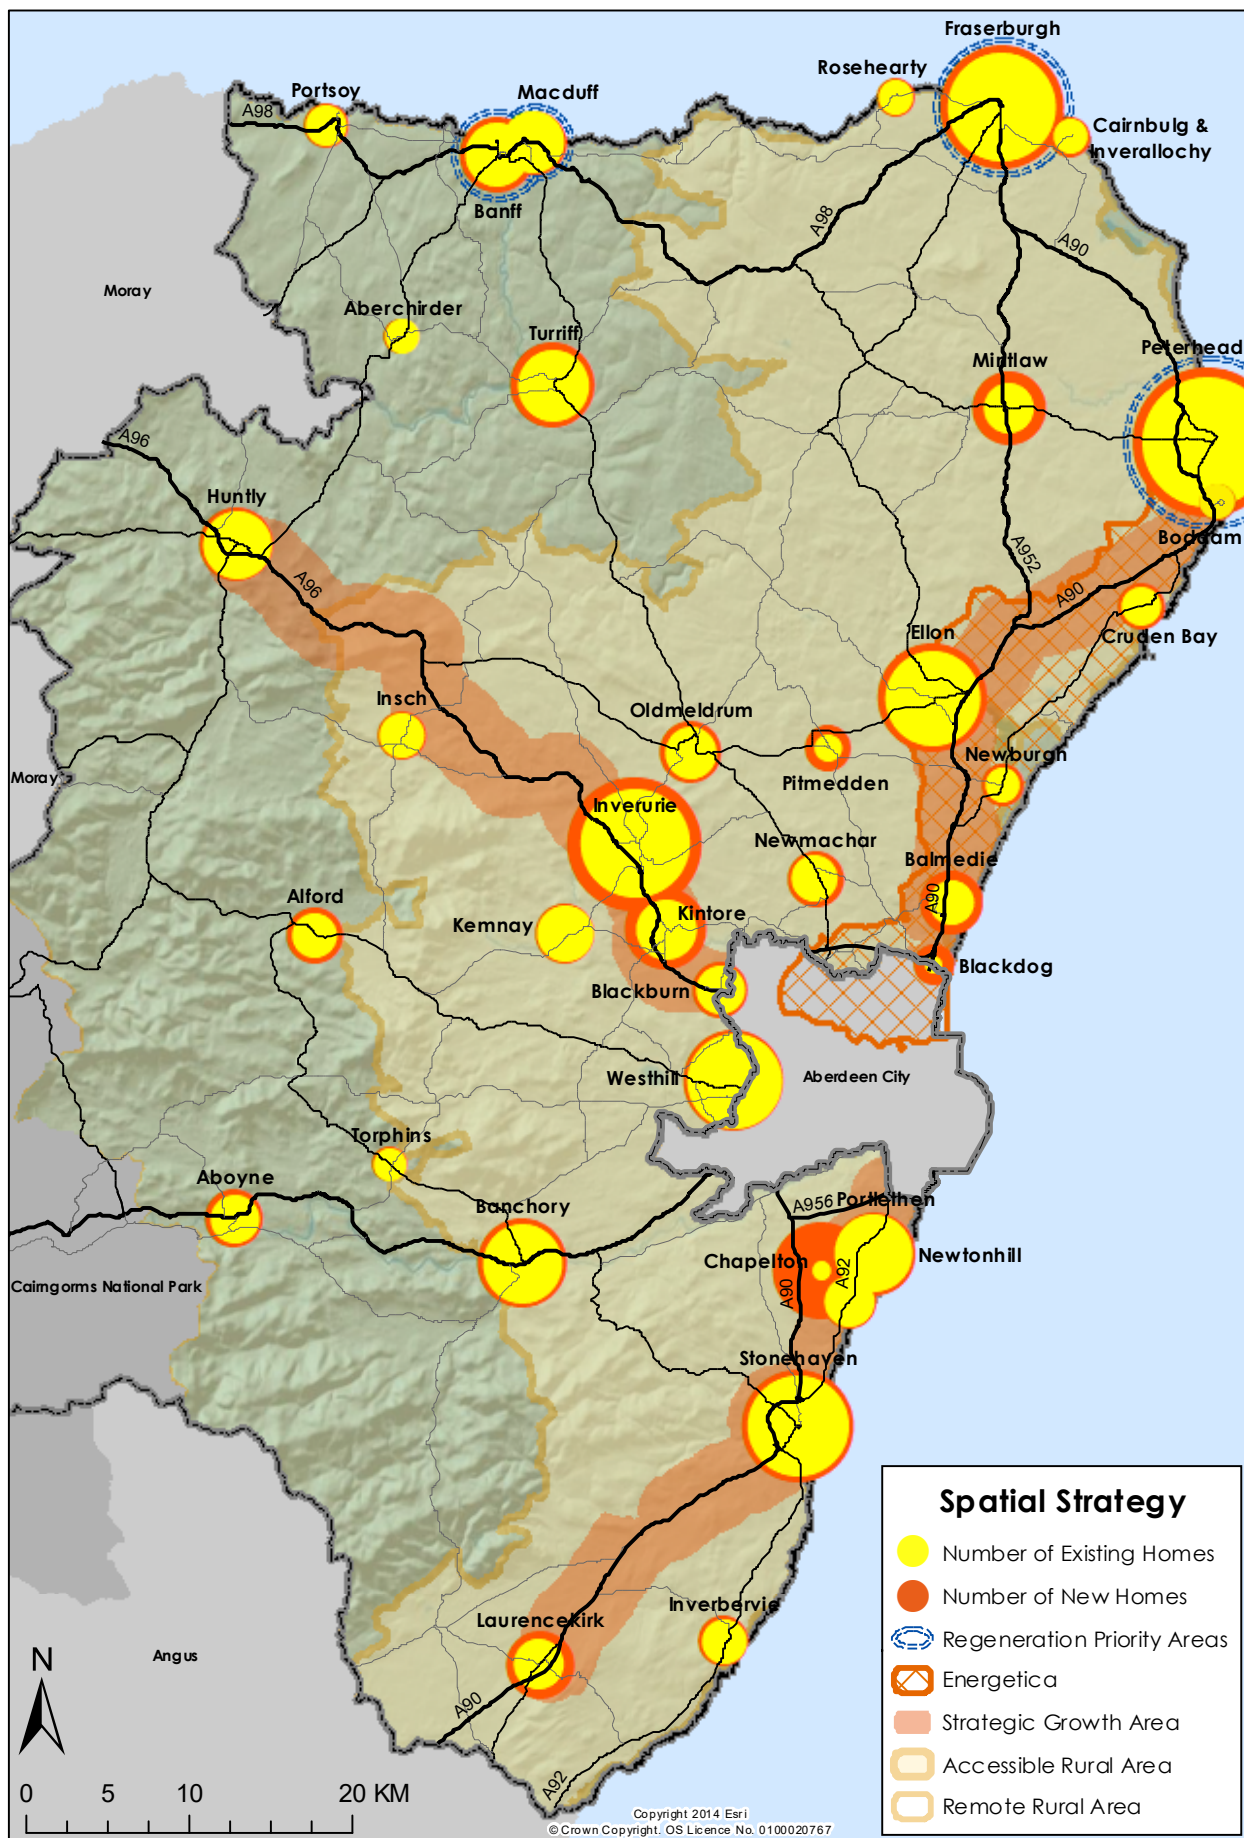 Fraserburgh
Rosehearty
Portsoy
Macduff
A98
Cairnbulg &
Inverallochy
Banff
A98
A90
Moray
Aberchirder
Turriff
Mintlaw
Peterhead
A96
Huntly
Boddam
A952
A96
A90
Ellon
Cruden Bay
Insch
Oldmeldrum
Newburgh
Moray
Pitmedden
Inverurie
Newmachar
Balmedie
Alford
A90
Kintore
Kemnay
Blackdog
Blackburn
Westhill
Aberdeen City
Torphins
Aboyne
Banchory
A956
Portlethen
Chapelton
Newtonhill
A92
Cairngorms National Park
A90
Stonehaven
Spatial Strategy
Number of Existing Homes
Number of New Homes
Regeneration Priority Areas
Energetica
Strategic Growth Area
Accessible Rural Area
Remote Rural Area
Inverbervie
Laurencekirk
N
Angus
A90
A92
0 5 10 20 KM
Copyright 2014 Esri
© Crown Copyright. OS Licence No. 0100020767